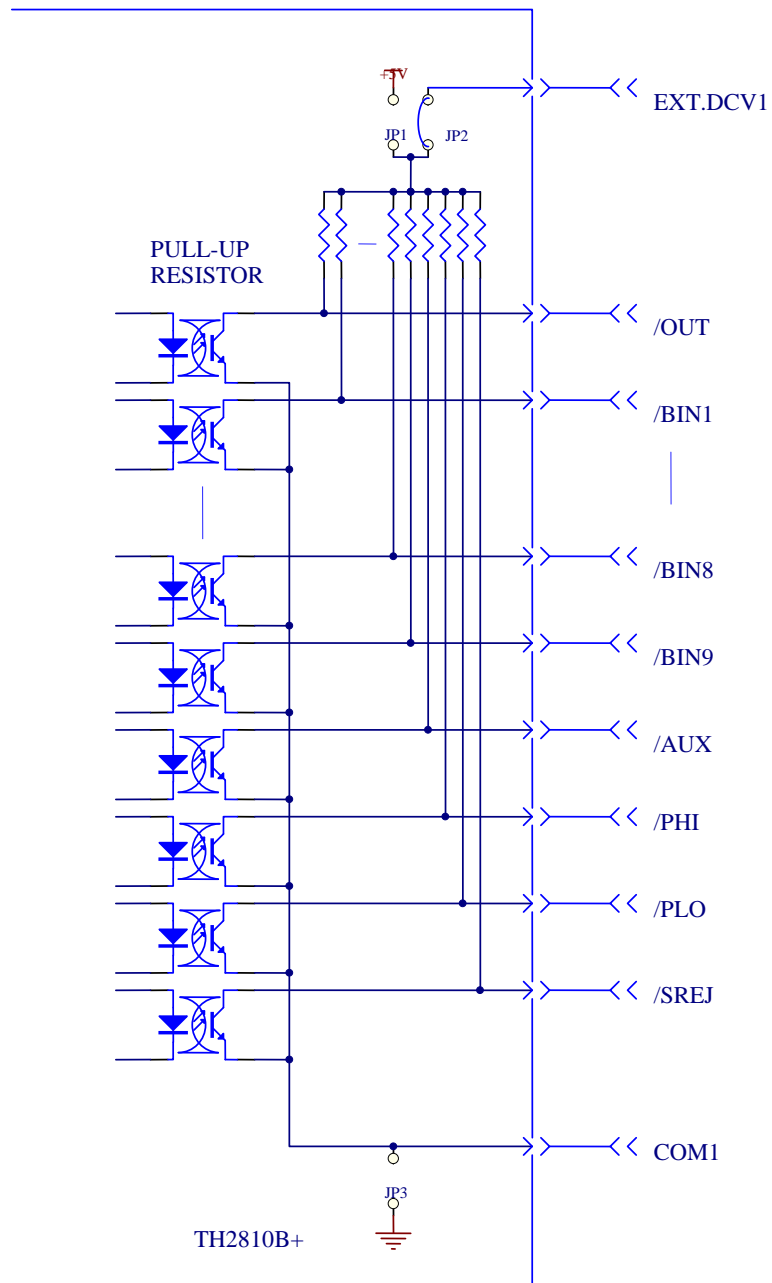 +5V
EXT.DCV1
JP1
JP2
PULL-UP
RESISTOR
/OUT
/BIN1
/BIN8
/BIN9
/AUX
/PHI
/PLO
/SREJ
COM1
JP3
TH2810B+